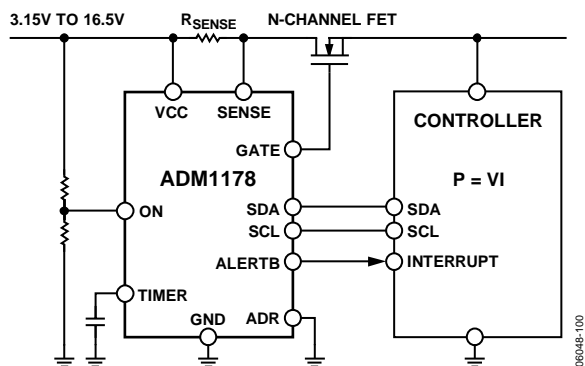 3.15V TO 16.5V RSENSE N-CHANNEL FET
VCC SENSE
CONTROLLER
GATE
ADM1178
P = VI
ON
SDA SDA
SCL SCL
ALERTB INTERRUPT
TIMER
GND ADR
06048-100